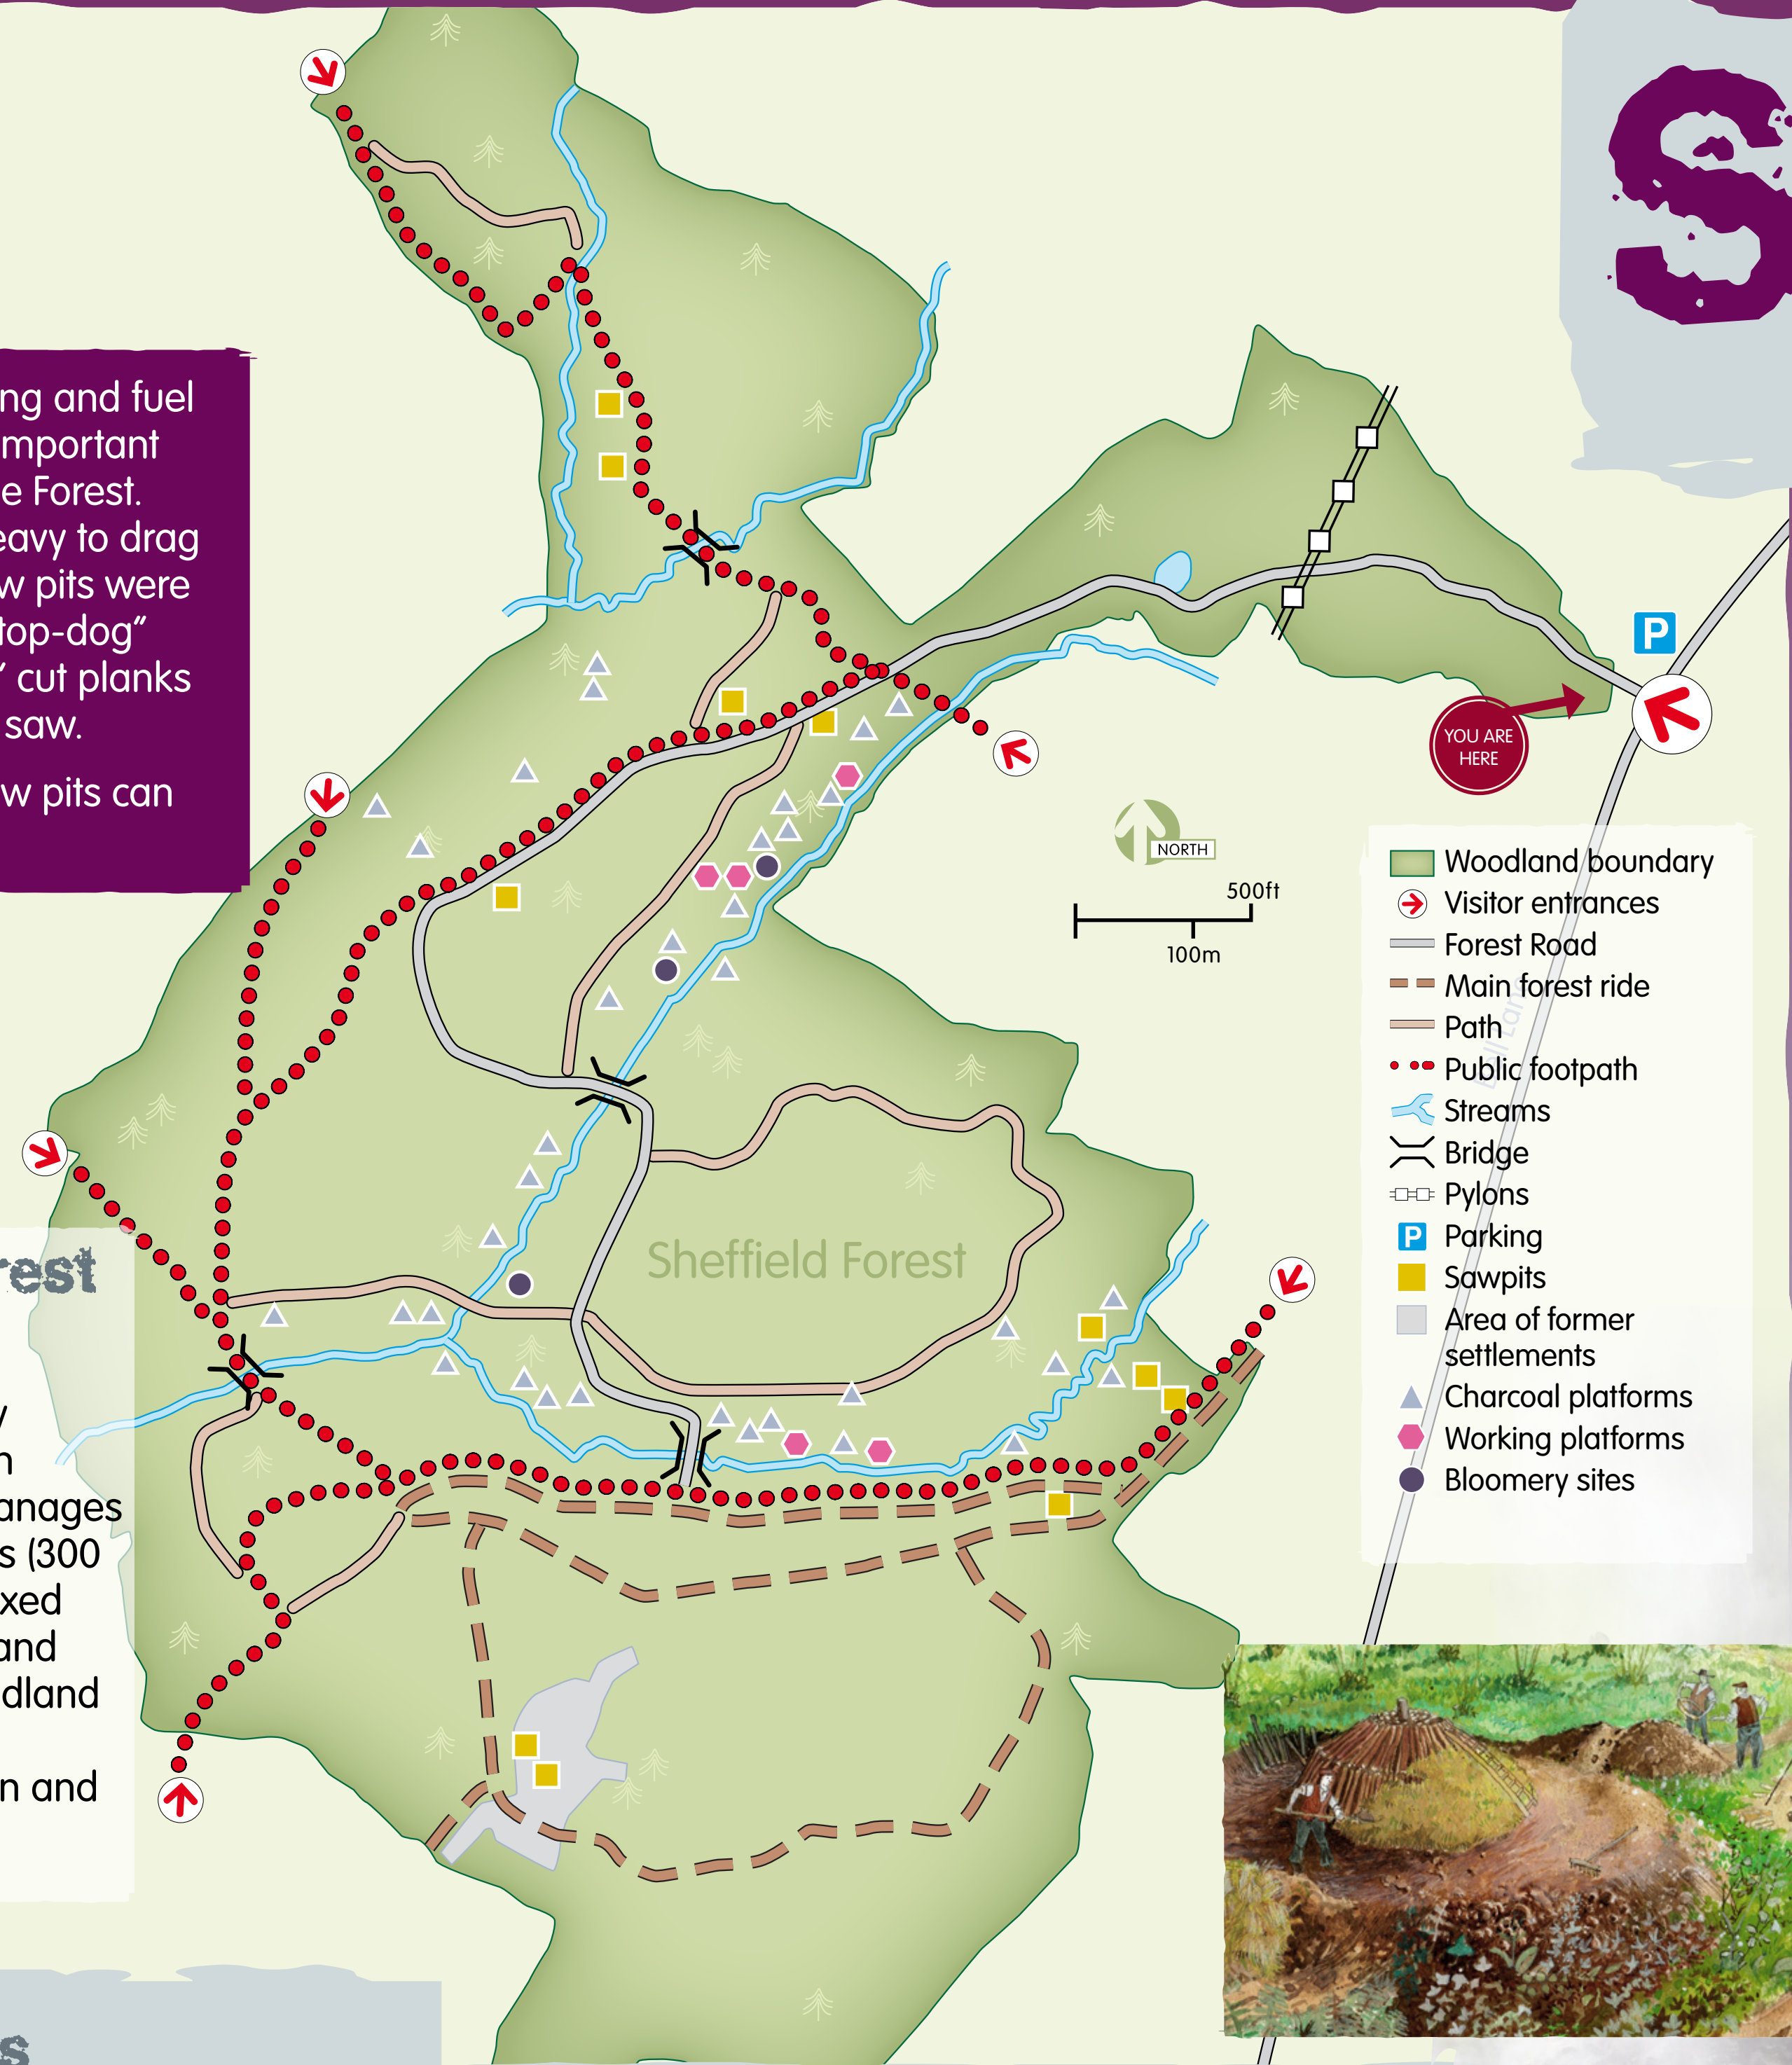 S
ng and fuel
mportant
e Forest.
eavy to drag
w pits were
top-dog“
” cut planks
saw.
w pits can
P
YOU ARE
HERE
NORTH
500ft
100m
Woodland boundary
Visitor entrances
Forest Road
Main forest ride
Path
Public footpath
Streams
Bridge
Pylons
P Parking
Sawpits
Area of former
settlements
Charcoal platforms
Working platforms
Bloomery sites
Lane
Sheffield Forest
rest
y
n
anages
s (300
xed
and
dland
n and
s